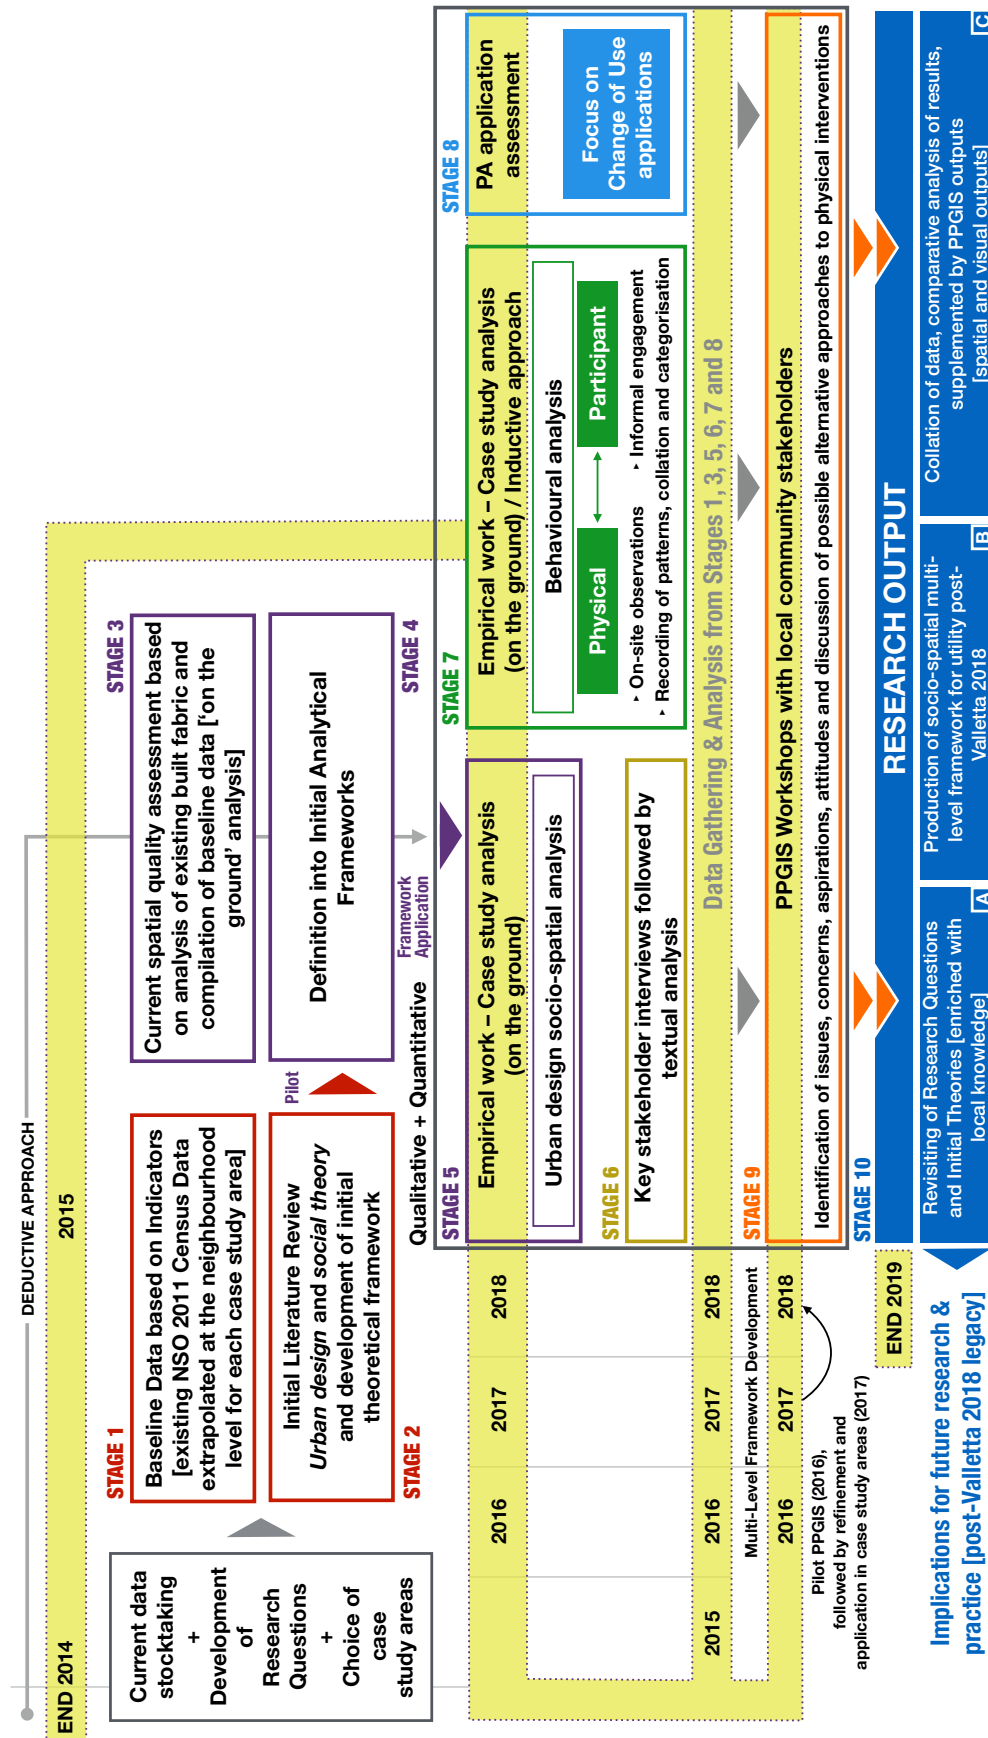 DEDUCTIVE APPROACH
END 2014
2015
Current data
stocktaking
+
Development
of
Research
Questions
+
Choice of
case
study areas
STAGE 1
Baseline Data based on Indicators
[existing NSO 2011 Census Data
extrapolated at the neighbourhood
level for each case study area]
Initial Literature Review
Urban design and social theory
and development of initial
theoretical framework
STAGE 2
Pilot
STAGE 3
Current spatial quality assessment based
on analysis of existing built fabric and
compilation of baseline data ['on the
ground' analysis]
Definition into Initial Analytical
Frameworks
STAGE 4
Framework
Application
Qualitative + Quantitative
STAGE 5
Empirical work – Case study analysis
(on the ground)
Urban design socio-spatial analysis
STAGE 6
Key stakeholder interviews followed by
textual analysis
STAGE 7
Empirical work – Case study analysis
(on the ground) / Inductive approach
Behavioural analysis
Physical
Participant
‣ On-site observations
‣ Informal engagement
‣ Recording of patterns, collation and categorisation
STAGE 8
PA application
assessment
Focus on
Change of Use
applications
2016
2017
2018
2015
2016
2017
2018
Data Gathering & Analysis from Stages 1, 3, 5, 6, 7 and 8
Multi-Level Framework Development
2016
2017
2018
STAGE 9
PPGIS Workshops with local community stakeholders
Identification of issues, concerns, aspirations, attitudes and discussion of possible alternative approaches to physical interventions
Pilot PPGIS (2016),
followed by refinement and
application in case study areas (2017)
END 2019
STAGE 10
RESEARCH OUTPUT
Revisiting of Research Questions
and Initial Theories [enriched with
local knowledge]
A
Production of socio-spatial multi-
level framework for utility post-
Valletta 2018
B
Collation of data, comparative analysis of results,
supplemented by PPGIS outputs
[spatial and visual outputs]
C
Implications for future research &
practice [post-Valletta 2018 legacy]